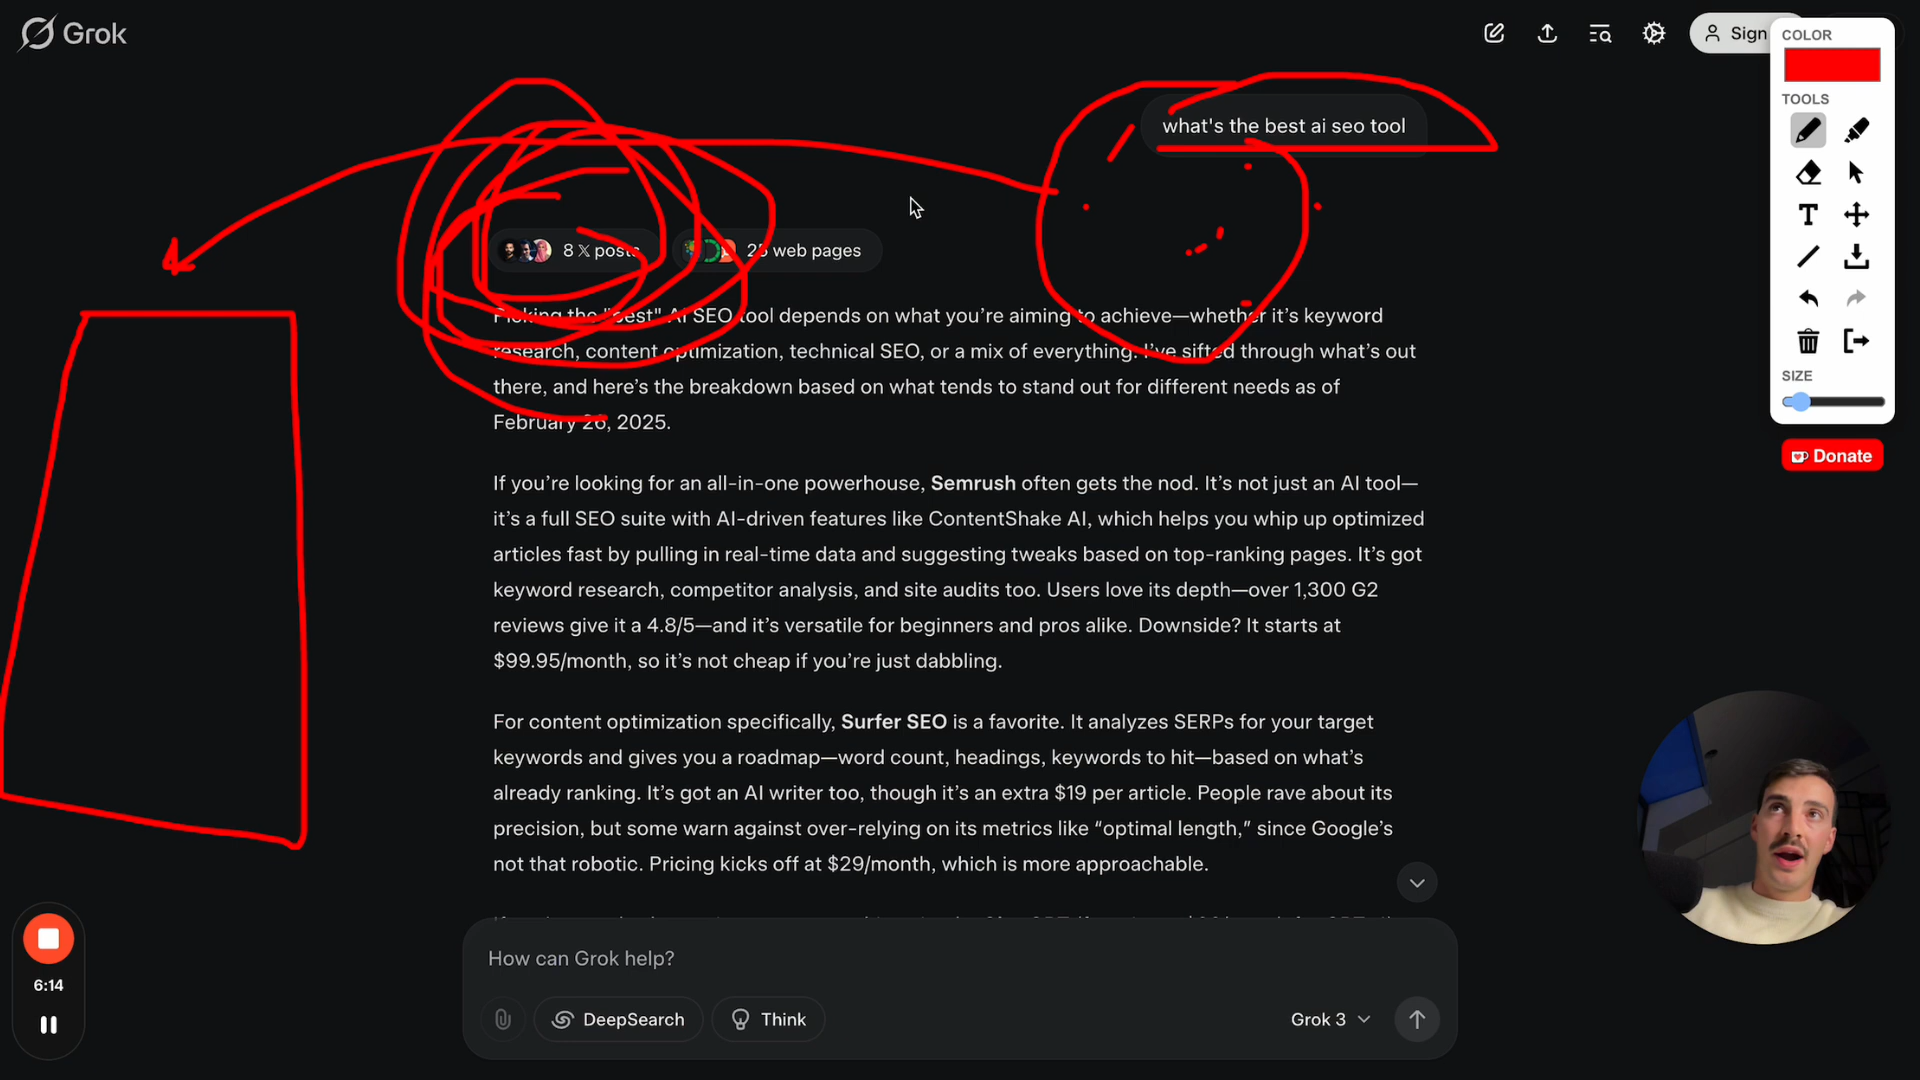 Grok
Sign
COLOR
TOOLS
SIZE
Donate
what's the best ai seo tool
8 X posts
25 web pages
Picking the "best" AI SEO tool depends on what you're aiming to achieve—whether it's keyword
research, content optimization, technical SEO, or a mix of everything. I've sifted through what's out
there, and here's the breakdown based on what tends to stand out for different needs as of
February 26, 2025.
If you're looking for an all-in-one powerhouse, Semrush often gets the nod. It's not just an AI tool—
it's a full SEO suite with AI-driven features like ContentShake AI, which helps you whip up optimized
articles fast by pulling in real-time data and suggesting tweaks based on top-ranking pages. It's got
keyword research, competitor analysis, and site audits too. Users love its depth—over 1,300 G2
reviews give it a 4.8/5—and it's versatile for beginners and pros alike. Downside? It starts at
$99.95/month, so it's not cheap if you're just dabbling.
For content optimization specifically, Surfer SEO is a favorite. It analyzes SERPs for your target
keywords and gives you a roadmap—word count, headings, keywords to hit—based on what's
already ranking. It's got an AI writer too, though it's an extra $19 per article. People rave about its
precision, but some warn against over-relying on its metrics like "optimal length," since Google's
not that robotic. Pricing kicks off at $29/month, which is more approachable.
How can Grok help?
DeepSearch
Think
Grok 3
6:14